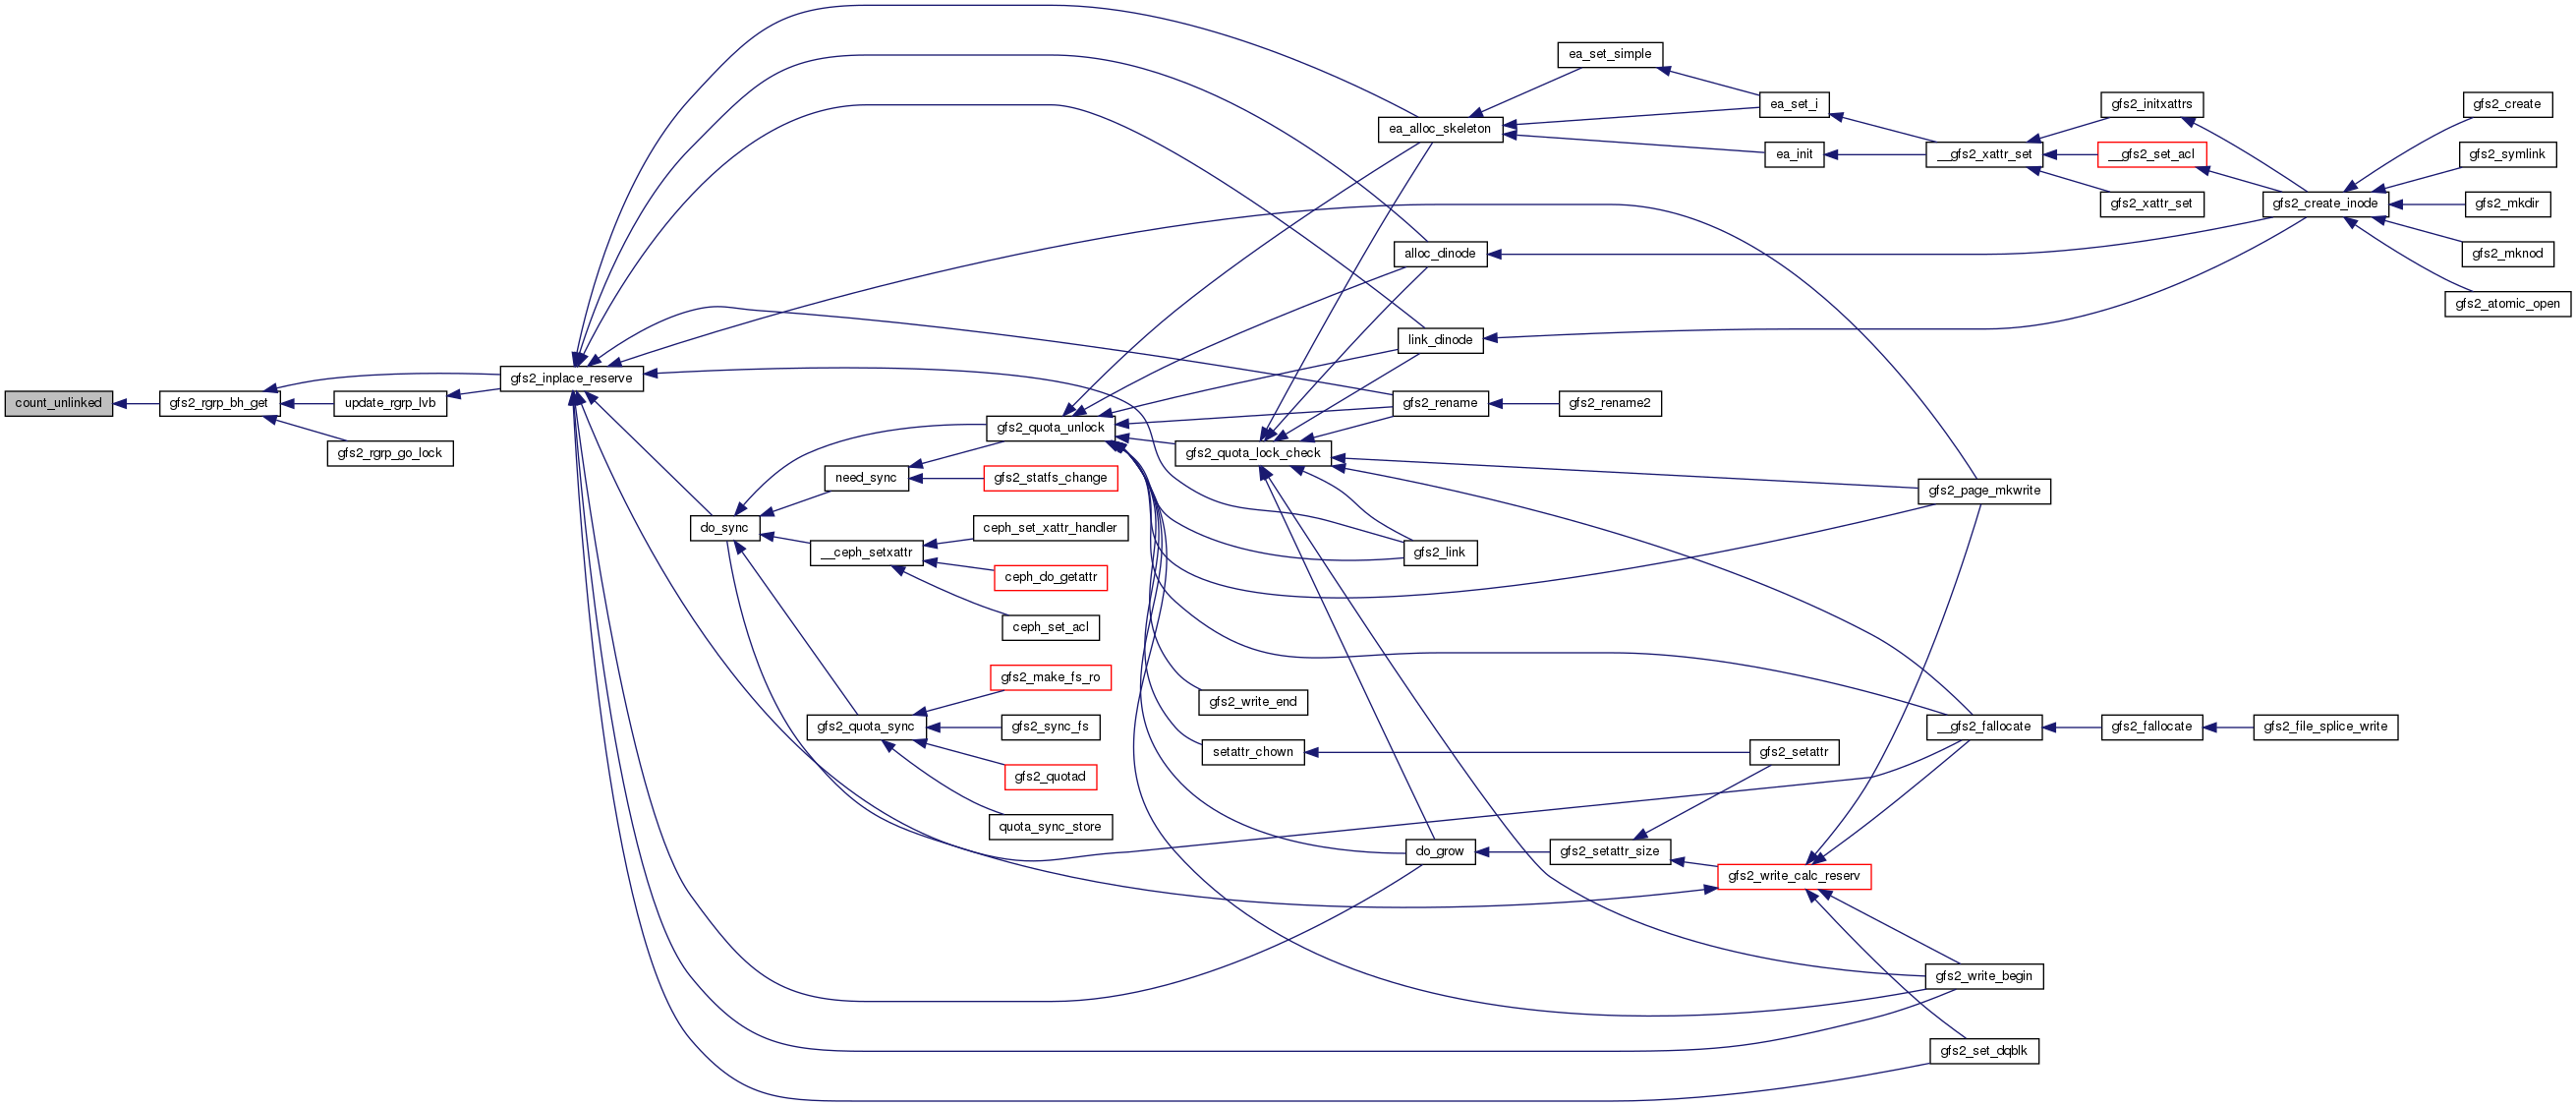 count_unlinked
gfs2_rgrp_bh_get
update_rgrp_lvb
gfs2_rgrp_go_lock
gfs2_inplace_reserve
do_sync
need_sync
__ceph_setxattr
gfs2_quota_sync
gfs2_quota_unlock
gfs2_statfs_change
ceph_set_xattr_handler
ceph_do_getattr
ceph_set_acl
gfs2_make_fs_ro
gfs2_sync_fs
gfs2_quotad
quota_sync_store
gfs2_quota_lock_check
gfs2_write_end
setattr_chown
ea_alloc_skeleton
alloc_dinode
link_dinode
gfs2_rename
gfs2_link
do_grow
ea_set_simple
gfs2_rename2
gfs2_setattr_size
ea_set_i
ea_init
gfs2_setattr
gfs2_write_calc_reserv
__gfs2_xattr_set
gfs2_page_mkwrite
__gfs2_fallocate
gfs2_write_begin
gfs2_set_dqblk
gfs2_initxattrs
__gfs2_set_acl
gfs2_xattr_set
gfs2_fallocate
gfs2_create_inode
gfs2_file_splice_write
gfs2_create
gfs2_symlink
gfs2_mkdir
gfs2_mknod
gfs2_atomic_open